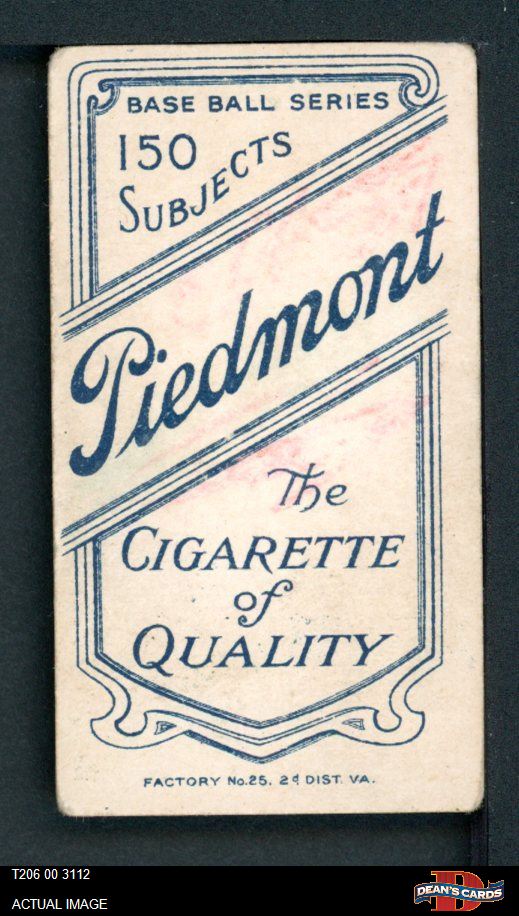 BASE BALL SERIES
150
SUBJECTS
Piedmont
The
CIGARETTE
of
QUALITY
FACTORY No. 25. 2d DIST. VA.
T206 00 3112
ACTUAL IMAGE
D
DEAN'S CARDS